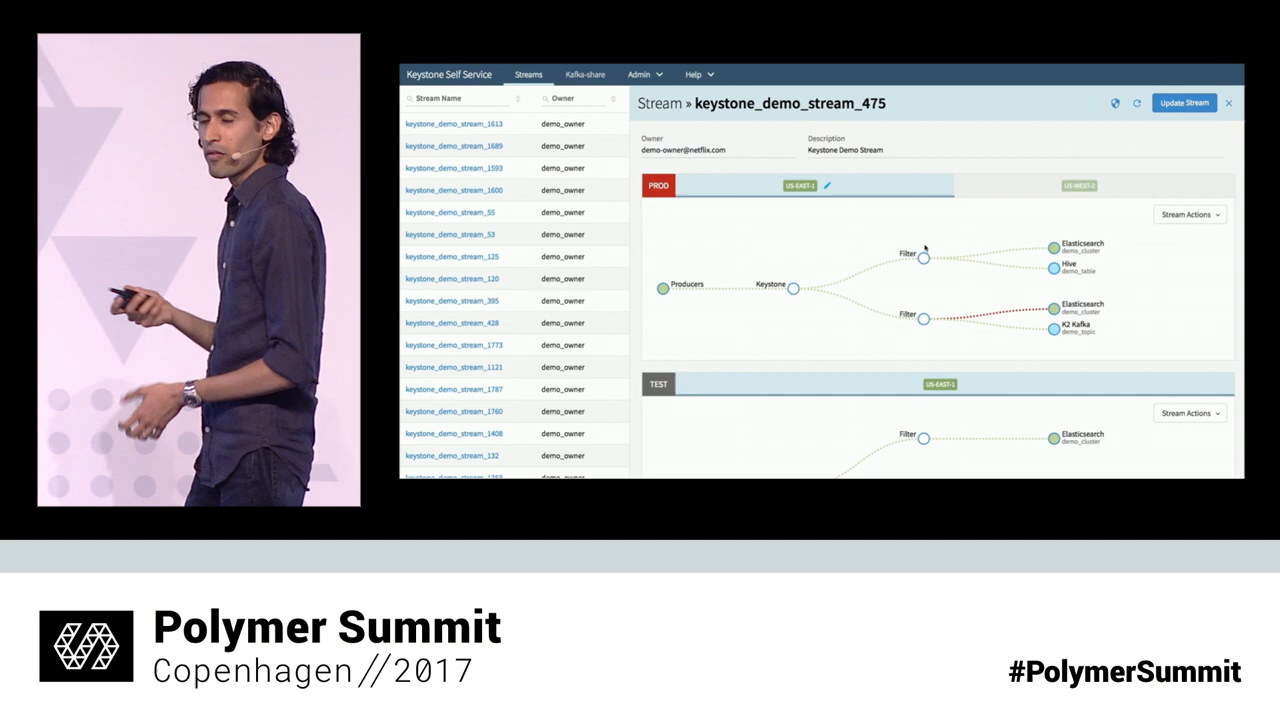 Keystone Self Service Streams Kafka-share Admin Help
Stream Name Owner
keystone_demo_stream_1613 demo_owner
keystone_demo_stream_1689 demo_owner
keystone_demo_stream_1593 demo_owner
keystone_demo_stream_1600 demo_owner
keystone_demo_stream_55 demo_owner
keystone_demo_stream_53 demo_owner
keystone_demo_stream_125 demo_owner
keystone_demo_stream_120 demo_owner
keystone_demo_stream_395 demo_owner
keystone_demo_stream_428 demo_owner
keystone_demo_stream_1773 demo_owner
keystone_demo_stream_1121 demo_owner
keystone_demo_stream_1787 demo_owner
keystone_demo_stream_1760 demo_owner
keystone_demo_stream_1408 demo_owner
keystone_demo_stream_132 demo_owner
Stream » keystone_demo_stream_475 Update Stream
Owner Description
demo-owner@netflix.com Keystone Demo Stream
PROD US-EAST-1 US-WEST-2
Stream Actions
Producers
Keystone
Filter
Elasticsearch
demo_cluster
Hive
demo_table
Filter
Elasticsearch
demo_cluster
K2 Kafka
demo_topic
TEST US-EAST-1
Stream Actions
Filter
Elasticsearch
demo_cluster
Polymer Summit
Copenhagen//2017
#PolymerSummit